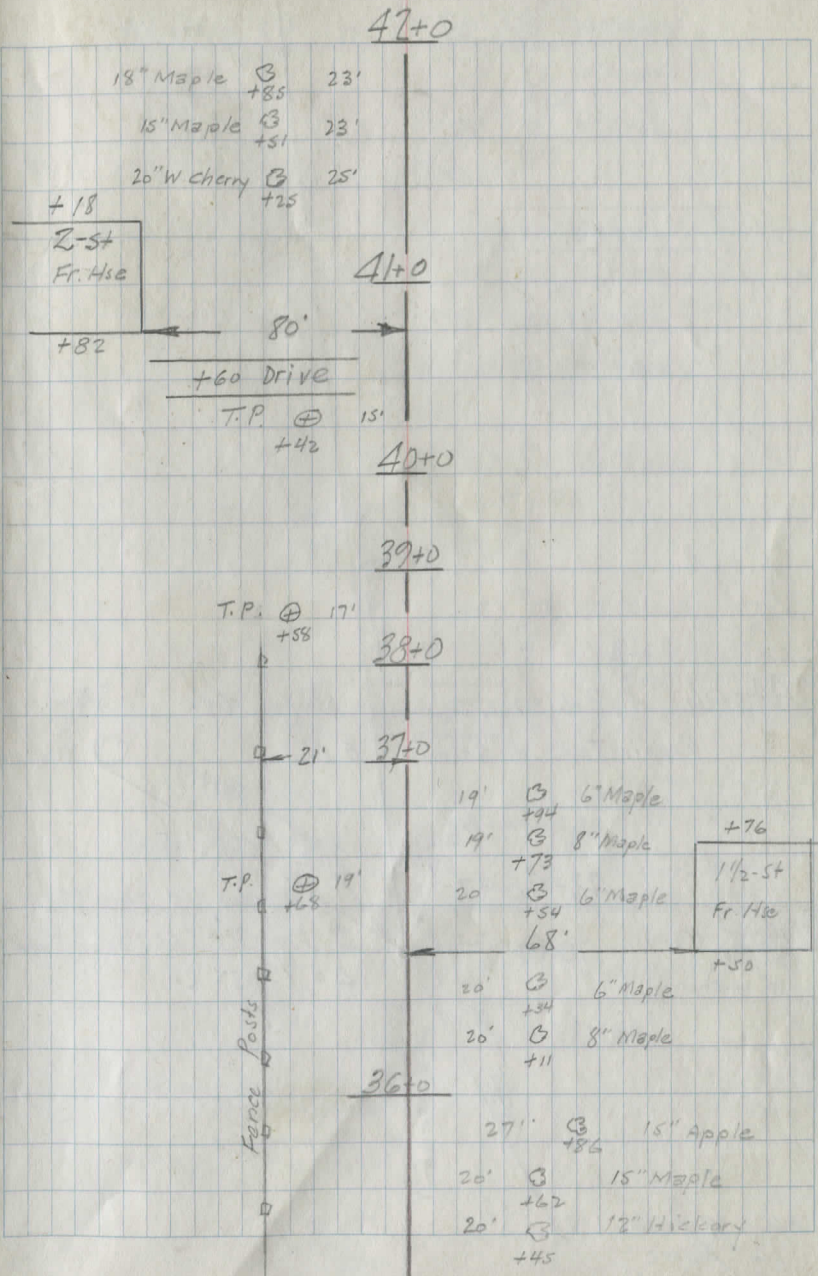 42+0
18" Maple 23'
+85
15" Maple 23'
+51
20" W Cherry 25'
+25
+18
2-st
Fr. Hse
41+0
80'
+82
+60 Drive
T.P. 15'
+42
40+0
39+0
T.P. 17'
+58
38+0
21' 37+0
19' 6" Maple
+94
+76
19' 8" Maple
+73
1 1/2-St
T.P. 19'
+68
20 6" Maple
+54
Fr. Hse
68'
+50
20' 6" Maple
+34
20' 8" Maple
+11
Fence Posts
36+0
27' 15" Apple
+86
20' 15" Maple
+62
20' 12" Hickory
+45